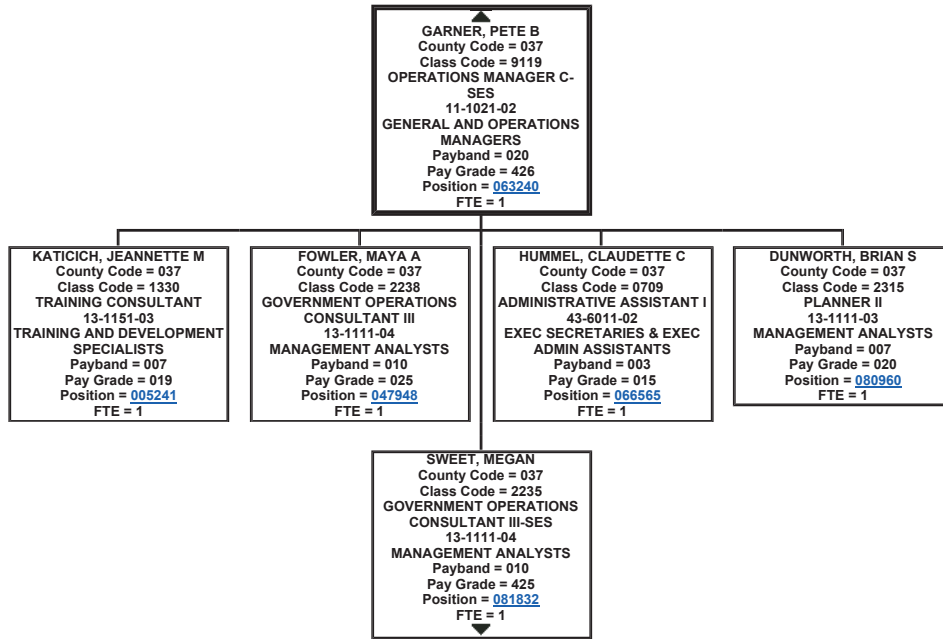 GARNER, PETE B
County Code = 037
Class Code = 9119
OPERATIONS MANAGER C-
SES
11-1021-02
GENERAL AND OPERATIONS
MANAGERS
Payband = 020
Pay Grade = 426
Position = 063240
FTE = 1
KATICICH, JEANNETTE M
County Code = 037
Class Code = 1330
TRAINING CONSULTANT
13-1151-03
TRAINING AND DEVELOPMENT
SPECIALISTS
Payband = 007
Pay Grade = 019
Position = 005241
FTE = 1
FOWLER, MAYA A
County Code = 037
Class Code = 2238
GOVERNMENT OPERATIONS
CONSULTANT III
13-1111-04
MANAGEMENT ANALYSTS
Payband = 010
Pay Grade = 025
Position = 047948
FTE = 1
HUMMEL, CLAUDETTE C
County Code = 037
Class Code = 0709
ADMINISTRATIVE ASSISTANT I
43-6011-02
EXEC SECRETARIES & EXEC
ADMIN ASSISTANTS
Payband = 003
Pay Grade = 015
Position = 066565
FTE = 1
DUNWORTH, BRIAN S
County Code = 037
Class Code = 2315
PLANNER II
13-1111-03
MANAGEMENT ANALYSTS
Payband = 007
Pay Grade = 020
Position = 080960
FTE = 1
SWEET, MEGAN
County Code = 037
Class Code = 2235
GOVERNMENT OPERATIONS
CONSULTANT III-SES
13-1111-04
MANAGEMENT ANALYSTS
Payband = 010
Pay Grade = 425
Position = 081832
FTE = 1